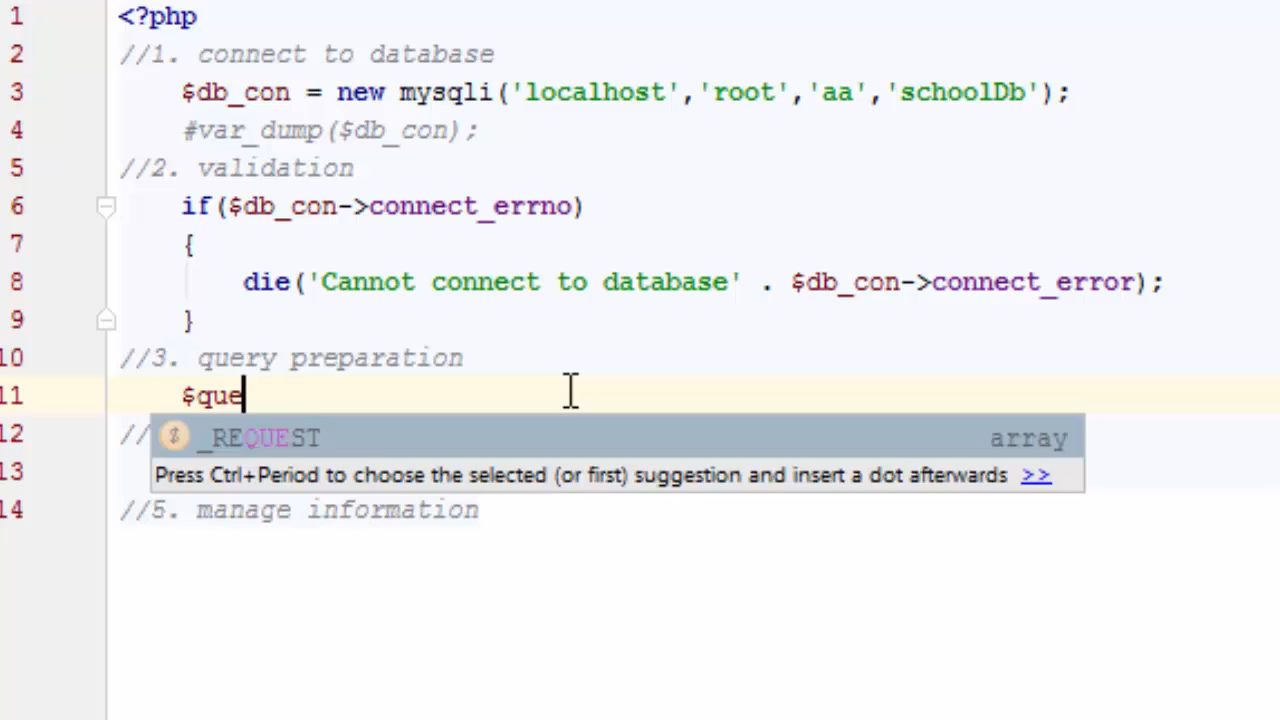 1 <?php
2 //1. connect to database
3 $db_con = new mysqli('localhost','root','aa','schoolDb');
4 #var_dump($db_con);
5 //2. validation
6 if($db_con->connect_errno)
7 {
8 die('Cannot connect to database' . $db_con->connect_error);
9 }
10 //3. query preparation
11 $que
12 //
$ _REQUEST array
13
Press Ctrl+Period to choose the selected (or first) suggestion and insert a dot afterwards >>
14 //5. manage information